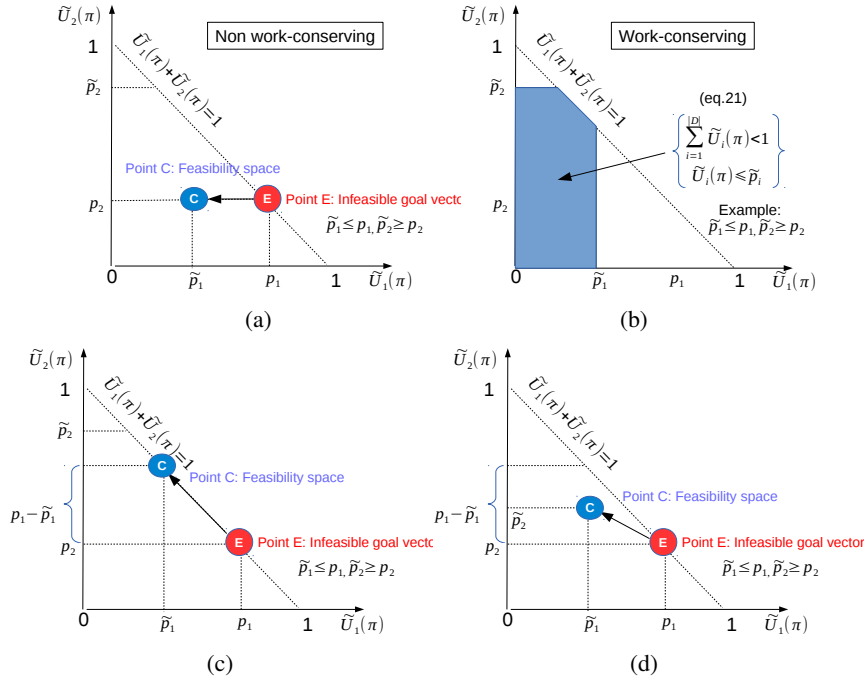 Ũ₂(π)
Non work-conserving
1
Ũ₁(π)+Ũ₂(π)=1
p̃₂
Point C: Feasibility space
C
E
Point E: Infeasible goal vecto
p₂
p̃₁≤p₁, p̃₂≥p₂
0
p̃₁
p₁
1
Ũ₁(π)
(a)
Ũ₂(π)
Work-conserving
1
Ũ₁(π)+Ũ₂(π)=1
p̃₂
(eq.21)
|D|
∑ Ũᵢ(π)<1
i=1
Ũᵢ(π)≤p̃ᵢ
p₂
Example:
p̃₁≤p₁, p̃₂≥p₂
0
p̃₁
p₁
1
Ũ₁(π)
(b)
Ũ₂(π)
1
Ũ₁(π)+Ũ₂(π)=1
p̃₂
C
Point C: Feasibility space
p₁−p̃₁
p₂
E
Point E: Infeasible goal vecto
p̃₁≤p₁, p̃₂≥p₂
0
p̃₁
p₁
1
Ũ₁(π)
(c)
Ũ₂(π)
1
Ũ₁(π)+Ũ₂(π)=1
Point C: Feasibility space
p₁−p̃₁
p̃₂
C
p₂
E
Point E: Infeasible goal vector
p̃₁≤p₁, p̃₂≥p₂
0
p̃₁
p₁
1
Ũ₁(π)
(d)